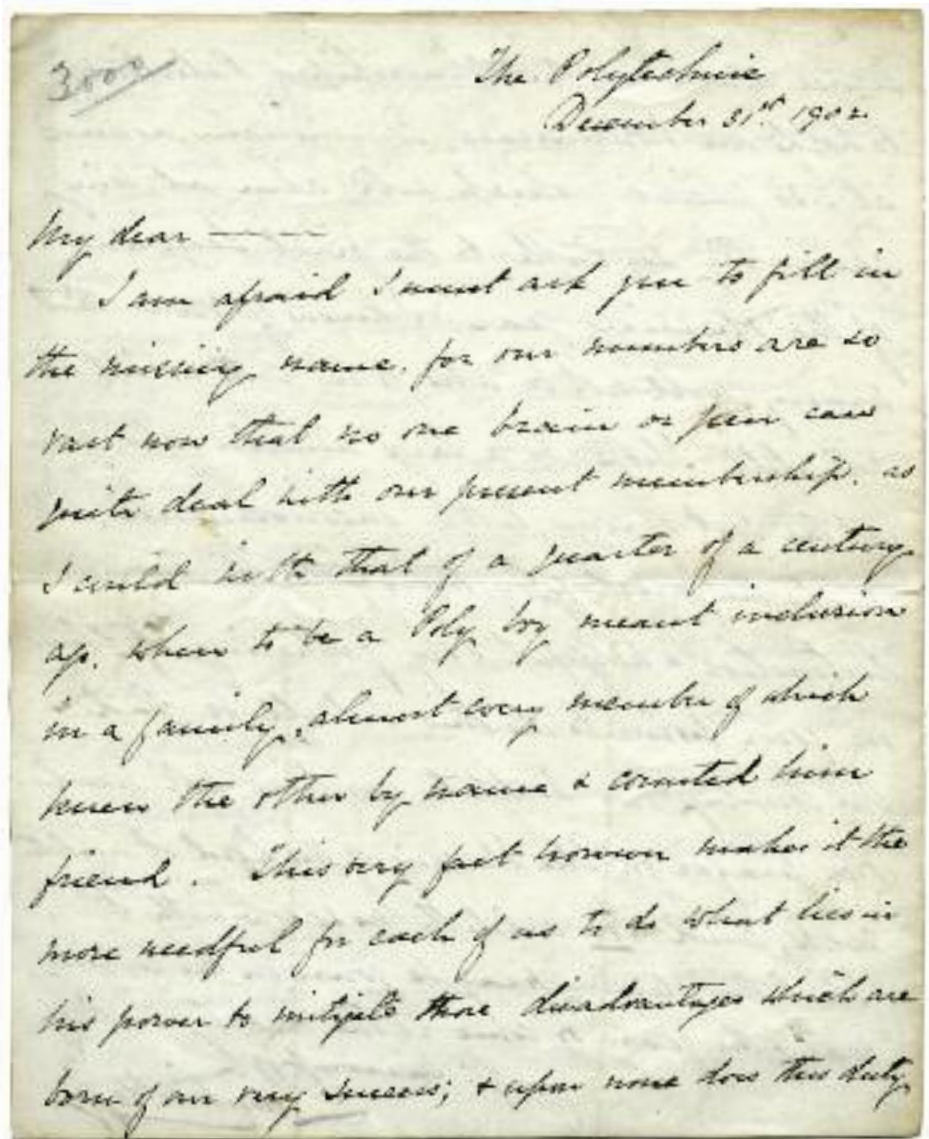 3000
The Polytechnic
December 31st 1902
My dear ----
I am afraid I must ask you to fill in
the missing name. for our numbers are so
vast now that no one brain or pen can
quite deal with our present membership. as
I could with that of a quarter of a century
ago. when to be a Poly boy meant inclusion
in a family, almost every member of which
knew the other by name & counted him
friend. This very fact however makes it the
more needful for each of us to do what lies in
his power to mitigate those disadvantages which are
born of our very success; & upon none does this duty